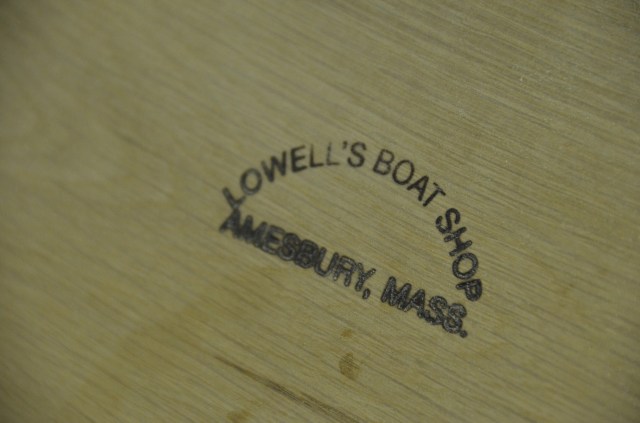 LOWELL'S BOAT SHOP
AMESBURY, MASS.